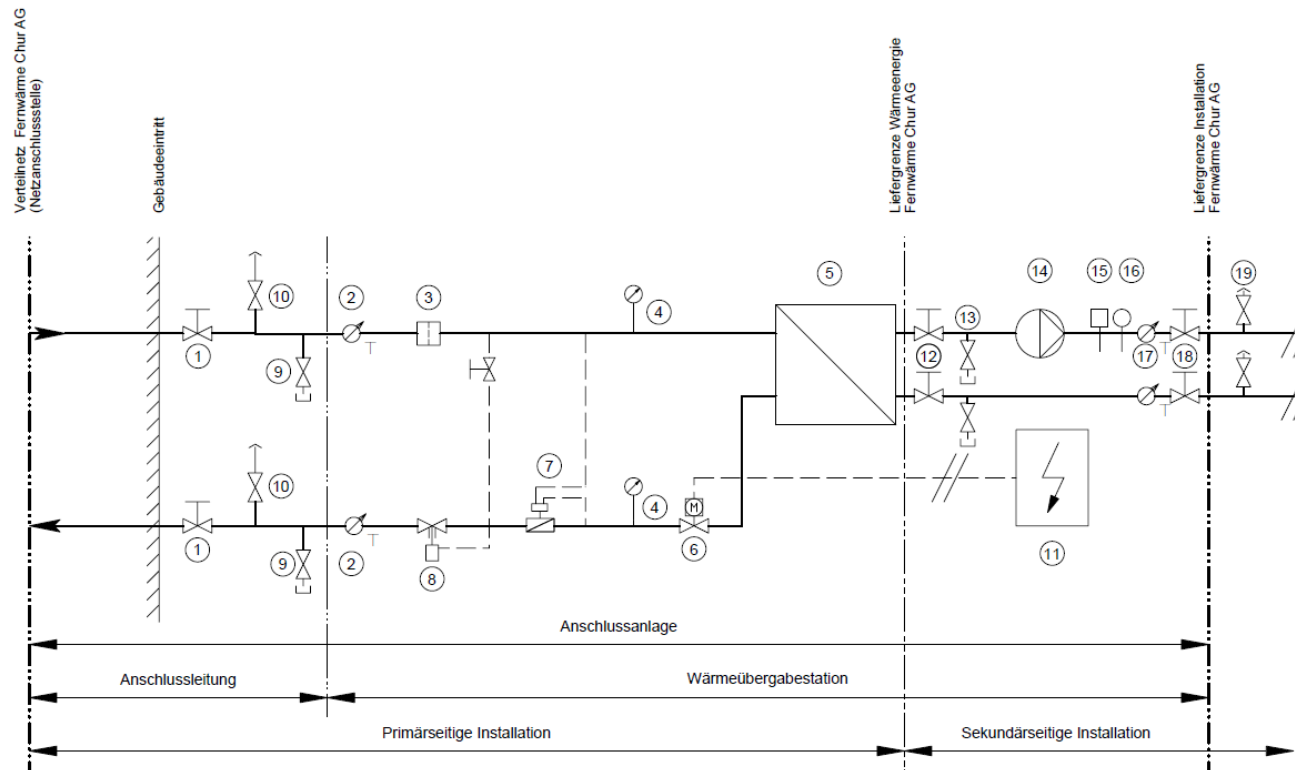 Verteilnetz Fernwärme Chur AG
(Netzanschlussstelle)
Gebäudeeintritt
Liefergrenze Wärmeenergie
Fernwärme Chur AG
Liefergrenze Installation
Fernwärme Chur AG
10 2 3 4 5 14 15 16 19
1 9 T 13 12 17 T 18
10 7 4 M T
1 9 2 T 8 6 11
Anschlussanlage
Anschlussleitung Wärmeübergabestation
Primärseitige Installation Sekundärseitige Installation